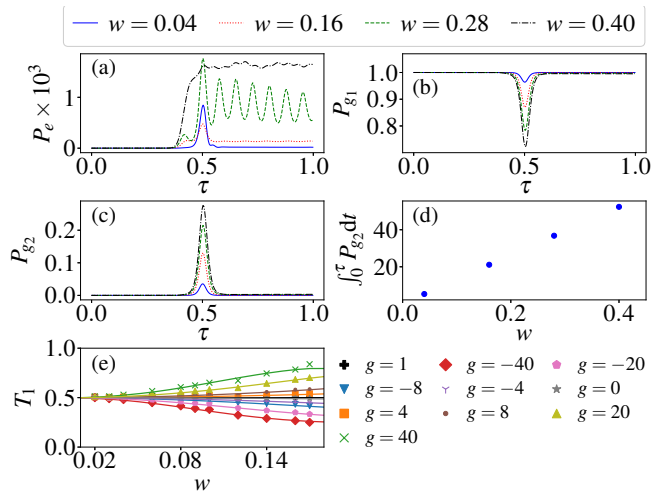 w = 0.04 w = 0.16 w = 0.28 w = 0.40
(a)
P_e × 10^3
1
0
0.0 0.5 1.0
τ
(b)
P_{g_1}
1.0
0.9
0.8
0.0 0.5 1.0
τ
(c)
P_{g_2}
0.2
0.1
0.0
0.0 0.5 1.0
τ
(d)
∫_0^τ P_{g_2} dt
40
20
0.0 0.2 0.4
w
(e)
T_1
1.0
0.5
0.0
0.02 0.08 0.14
w
g = 1 g = −40 g = −20
g = −8 g = −4 g = 0
g = 4 g = 8 g = 20
g = 40